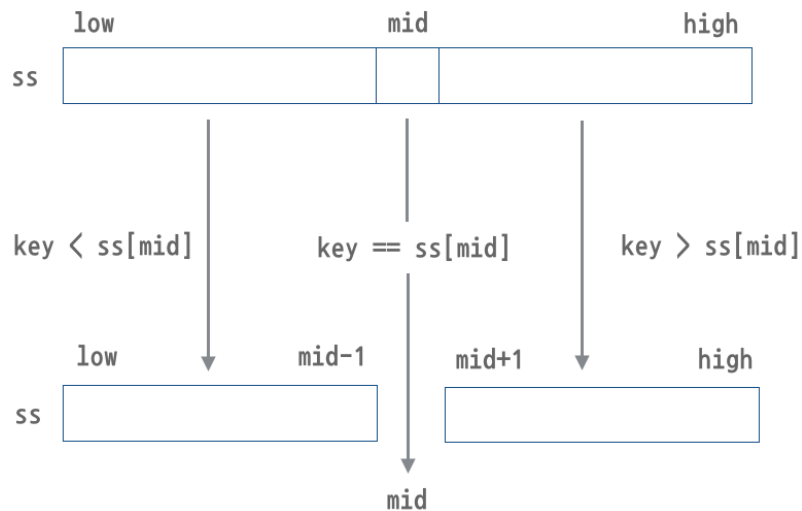 low mid high
ss
key < ss[mid] key == ss[mid] key > ss[mid]
low mid-1 mid+1 high
ss
mid